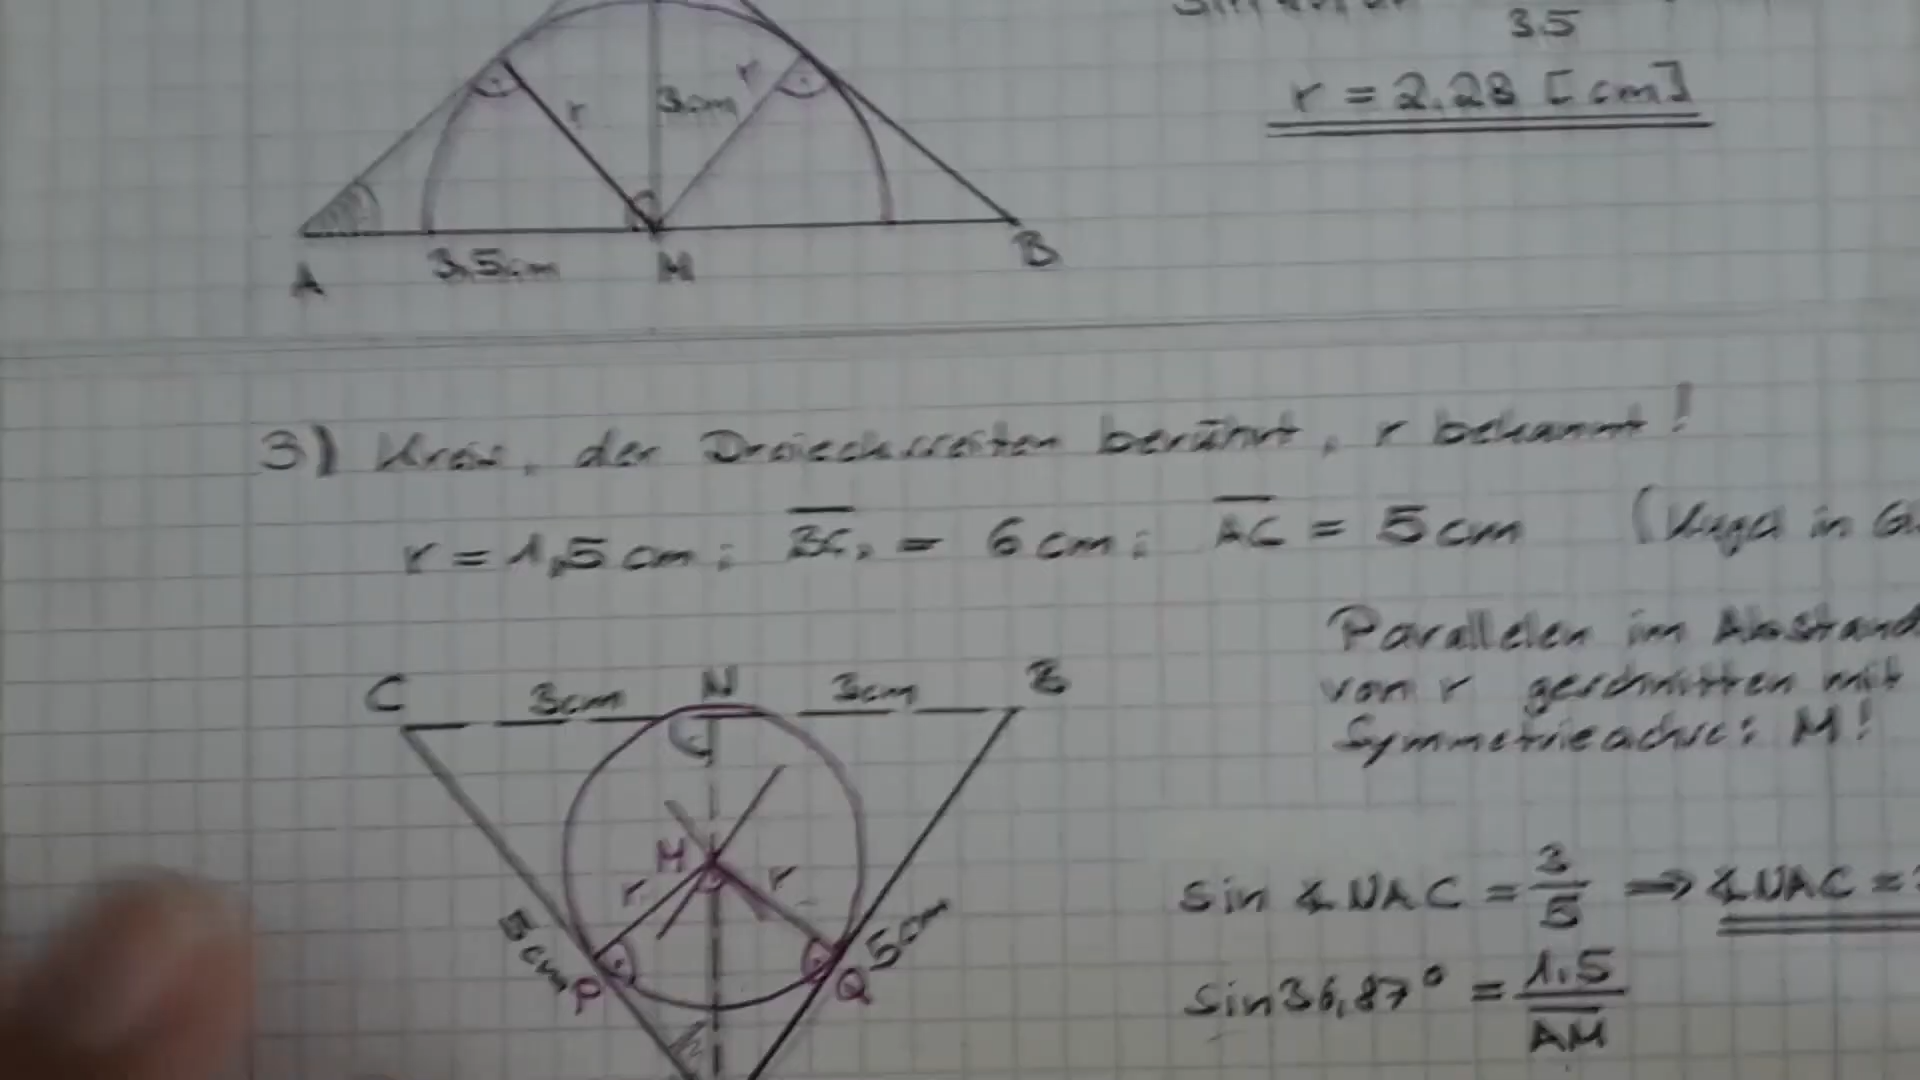 3.5
r = 2.28 [cm]
r
3cm
r
A
3,5cm
M
B
3) Kreis, der Dreiecksseiten berührt, r bekannt!
r = 1,5 cm; BC, = 6 cm; AC = 5 cm (Kugel in
Parallelen im Abstand
von r geschnitten mit
Symmetrieachse: M!
C
3cm
N
3cm
B
M
r
r
5cm
P
Q
5cm
sin ∢NAC = 3/5 ⟹ ∢NAC =
sin 36,87° = 1.5/AM